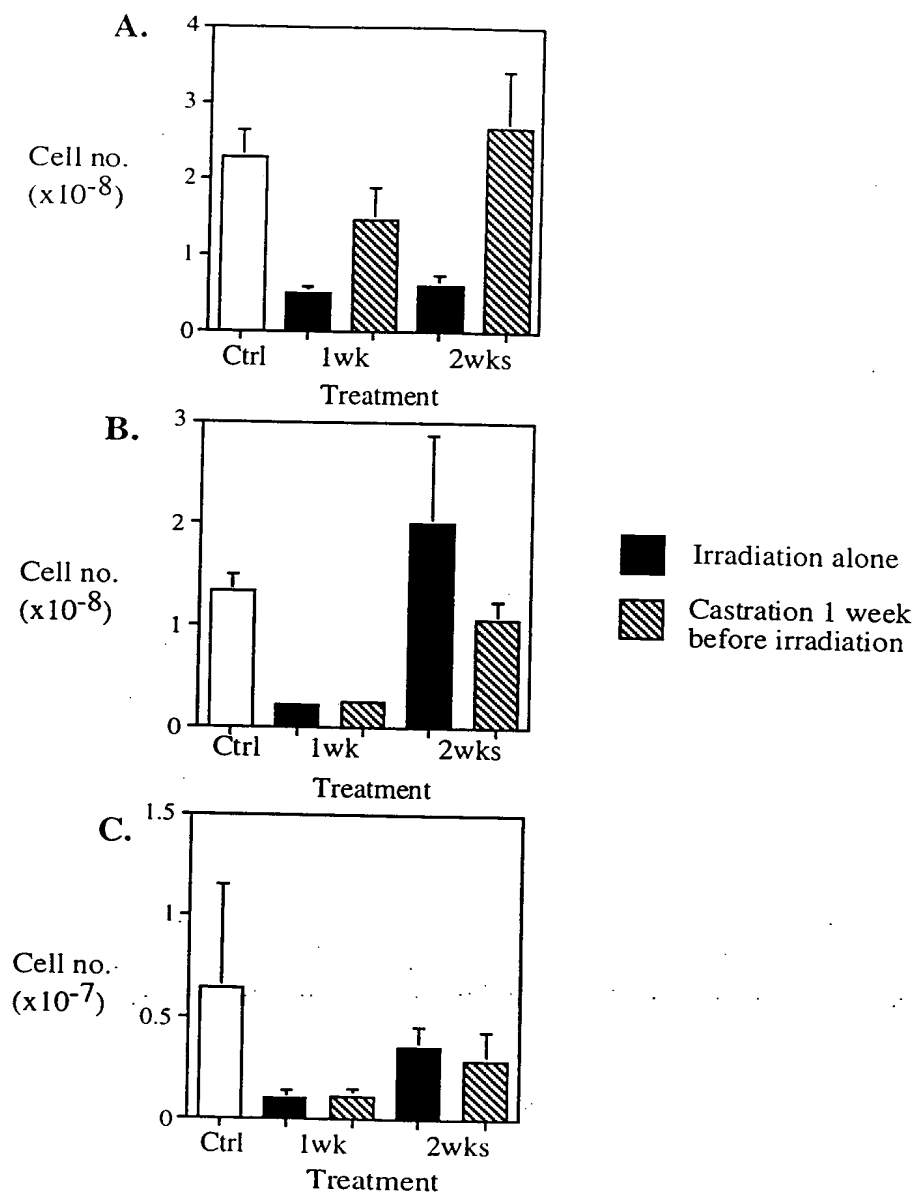 A.
4
3
2
1
0
Cell no.
(x10-8)
Ctrl 1wk 2wks
Treatment
B.
3
2
1
0
Cell no.
(x10-8)
Ctrl 1wk 2wks
Treatment
Irradiation alone
Castration 1 week
before irradiation
C.
1.5
1
0.5
0
Cell no.
(x10-7)
Ctrl 1wk 2wks
Treatment